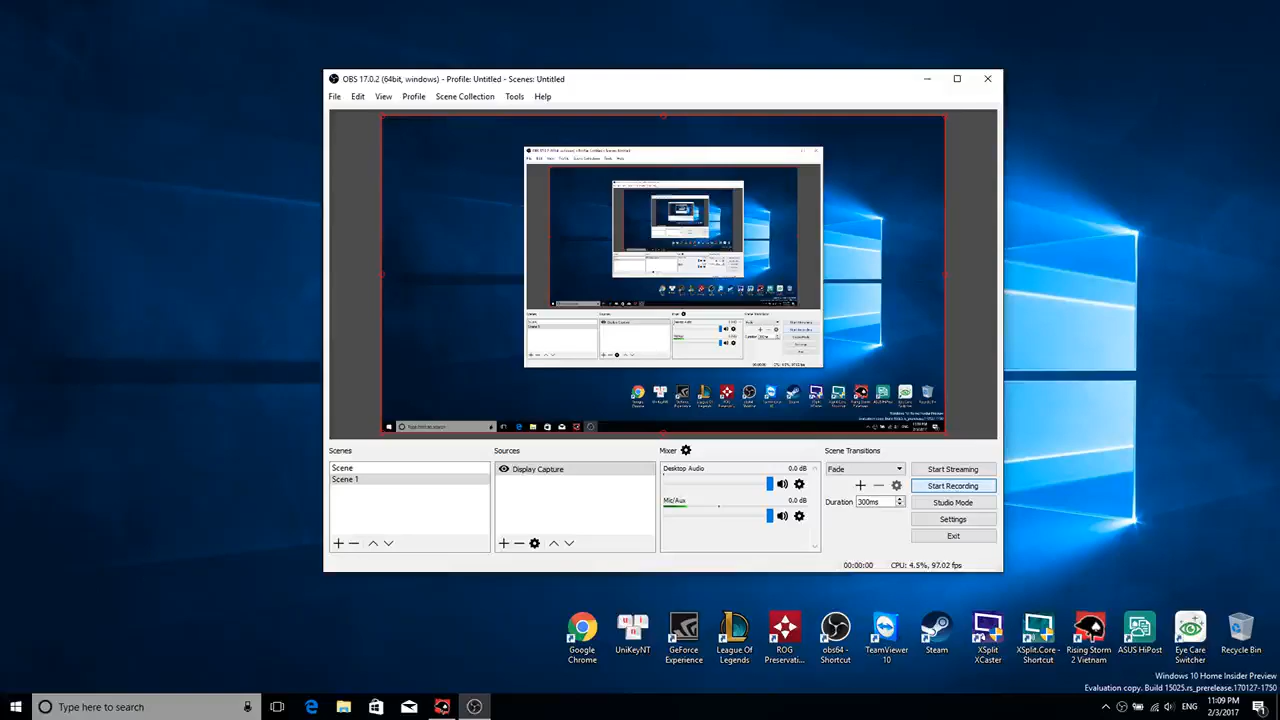 OBS 17.0.2 (64bit, windows) - Profile: Untitled - Scenes: Untitled
File Edit View Profile Scene Collection Tools Help
Scenes
Scene
Scene 1
Sources
Display Capture
Mixer
Desktop Audio 0.0 dB
Mic/Aux 0.0 dB
Scene Transitions
Fade
Duration 300ms
Start Streaming
Start Recording
Studio Mode
Settings
Exit
00:00:00 CPU: 4.5%, 97.02 fps
Google Chrome
UniKeyNT
GeForce Experience
League Of Legends
ROG Preservati...
obs64 - Shortcut
TeamViewer 10
Steam
XSplit XCaster
XSplit.Core - Shortcut
Rising Storm 2 Vietnam
ASUS HiPost
Eye Care Switcher
Recycle Bin
Windows 10 Home Insider Preview
Evaluation copy. Build 15025.rs_prerelease.170127-1750
Type here to search
ENG
11:09 PM
2/3/2017